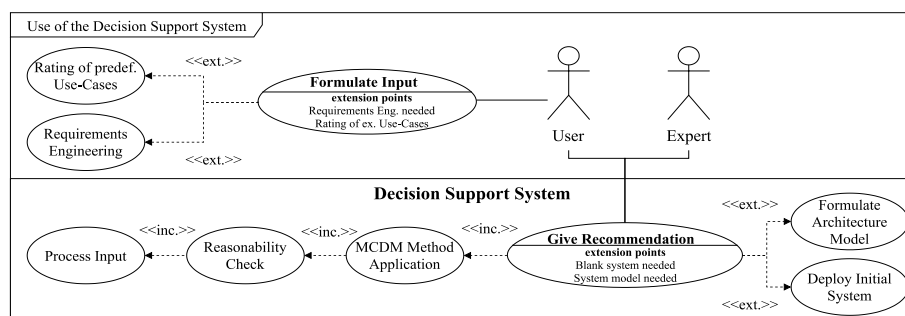 Use of the Decision Support System
<<ext.>>
Rating of predef.
Use-Cases
Formulate Input
extension points
Requirements Eng. needed
Rating of ex. Use-Cases
Requirements
Engineering
<<ext.>>
User
Expert
Decision Support System
<<ext.>>
Formulate
Architecture
Model
<<inc.>>
<<inc.>>
<<inc.>>
Process Input
Reasonability
Check
MCDM Method
Application
Give Recommendation
extension points
Blank system needed
System model needed
Deploy Initial
System
<<ext.>>